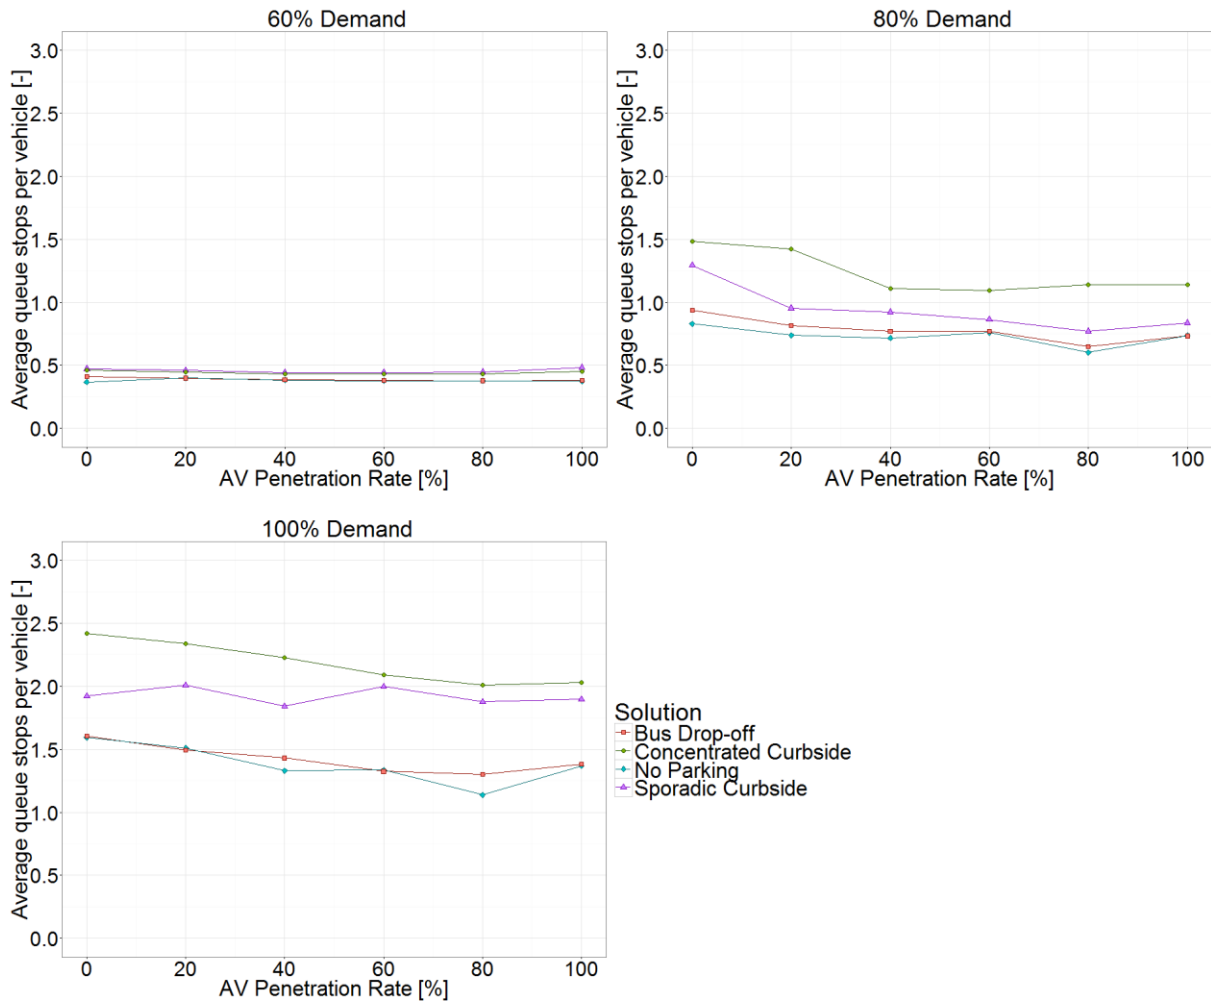 60% Demand
Average queue stops per vehicle [-]
3.0
2.5
2.0
1.5
1.0
0.5
0.0
0 20 40 60 80 100
AV Penetration Rate [%]
80% Demand
Average queue stops per vehicle [-]
3.0
2.5
2.0
1.5
1.0
0.5
0.0
0 20 40 60 80 100
AV Penetration Rate [%]
100% Demand
Average queue stops per vehicle [-]
3.0
2.5
2.0
1.5
1.0
0.5
0.0
0 20 40 60 80 100
AV Penetration Rate [%]
Solution
Bus Drop-off
Concentrated Curbside
No Parking
Sporadic Curbside